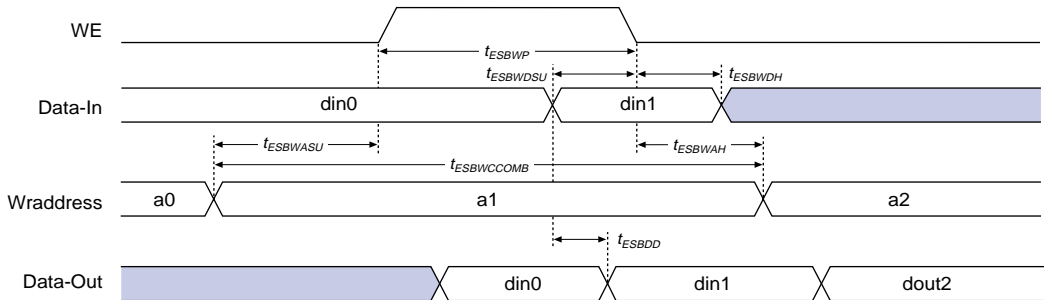 WE
tESBWP
tESBWDSU
tESBWDH
Data-In
din0
din1
tESBWASU
tESBWAH
tESBWCCOMB
Wraddress
a0
a1
a2
tESBDD
Data-Out
din0
din1
dout2